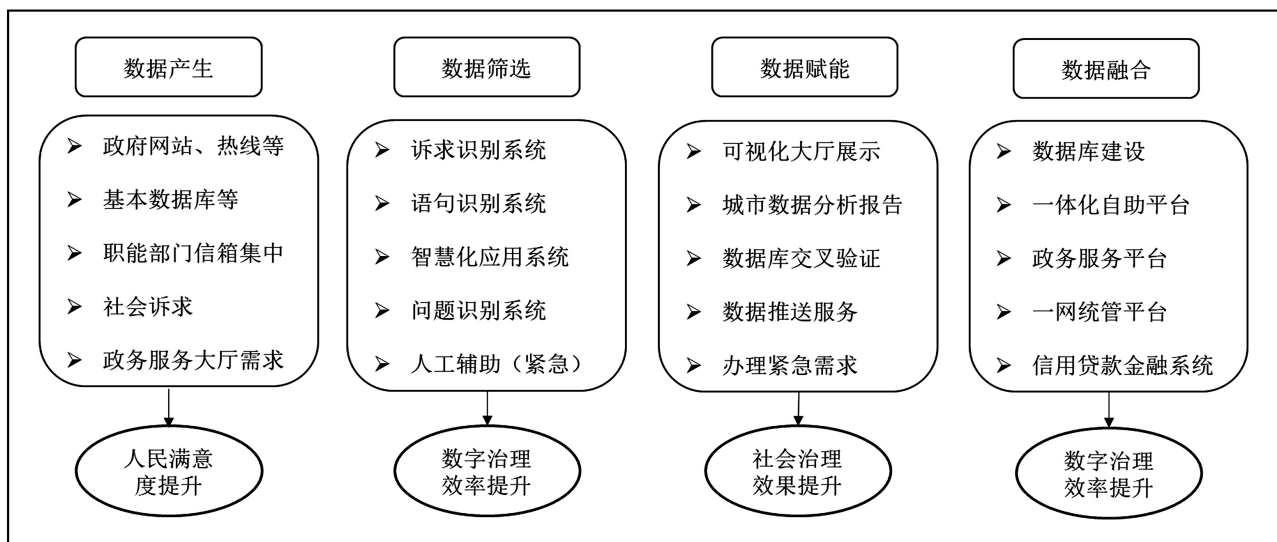 数据产生
政府网站、热线等
基本数据库等
职能部门信箱集中
社会诉求
政务服务大厅需求
人民满意
度提升
数据筛选
诉求识别系统
语句识别系统
智慧化应用系统
问题识别系统
人工辅助（紧急）
数字治理
效率提升
数据赋能
可视化大厅展示
城市数据分析报告
数据库交叉验证
数据推送服务
办理紧急需求
社会治理
效果提升
数据融合
数据库建设
一体化自助平台
政务服务平台
一网统管平台
信用贷款金融系统
数字治理
效率提升